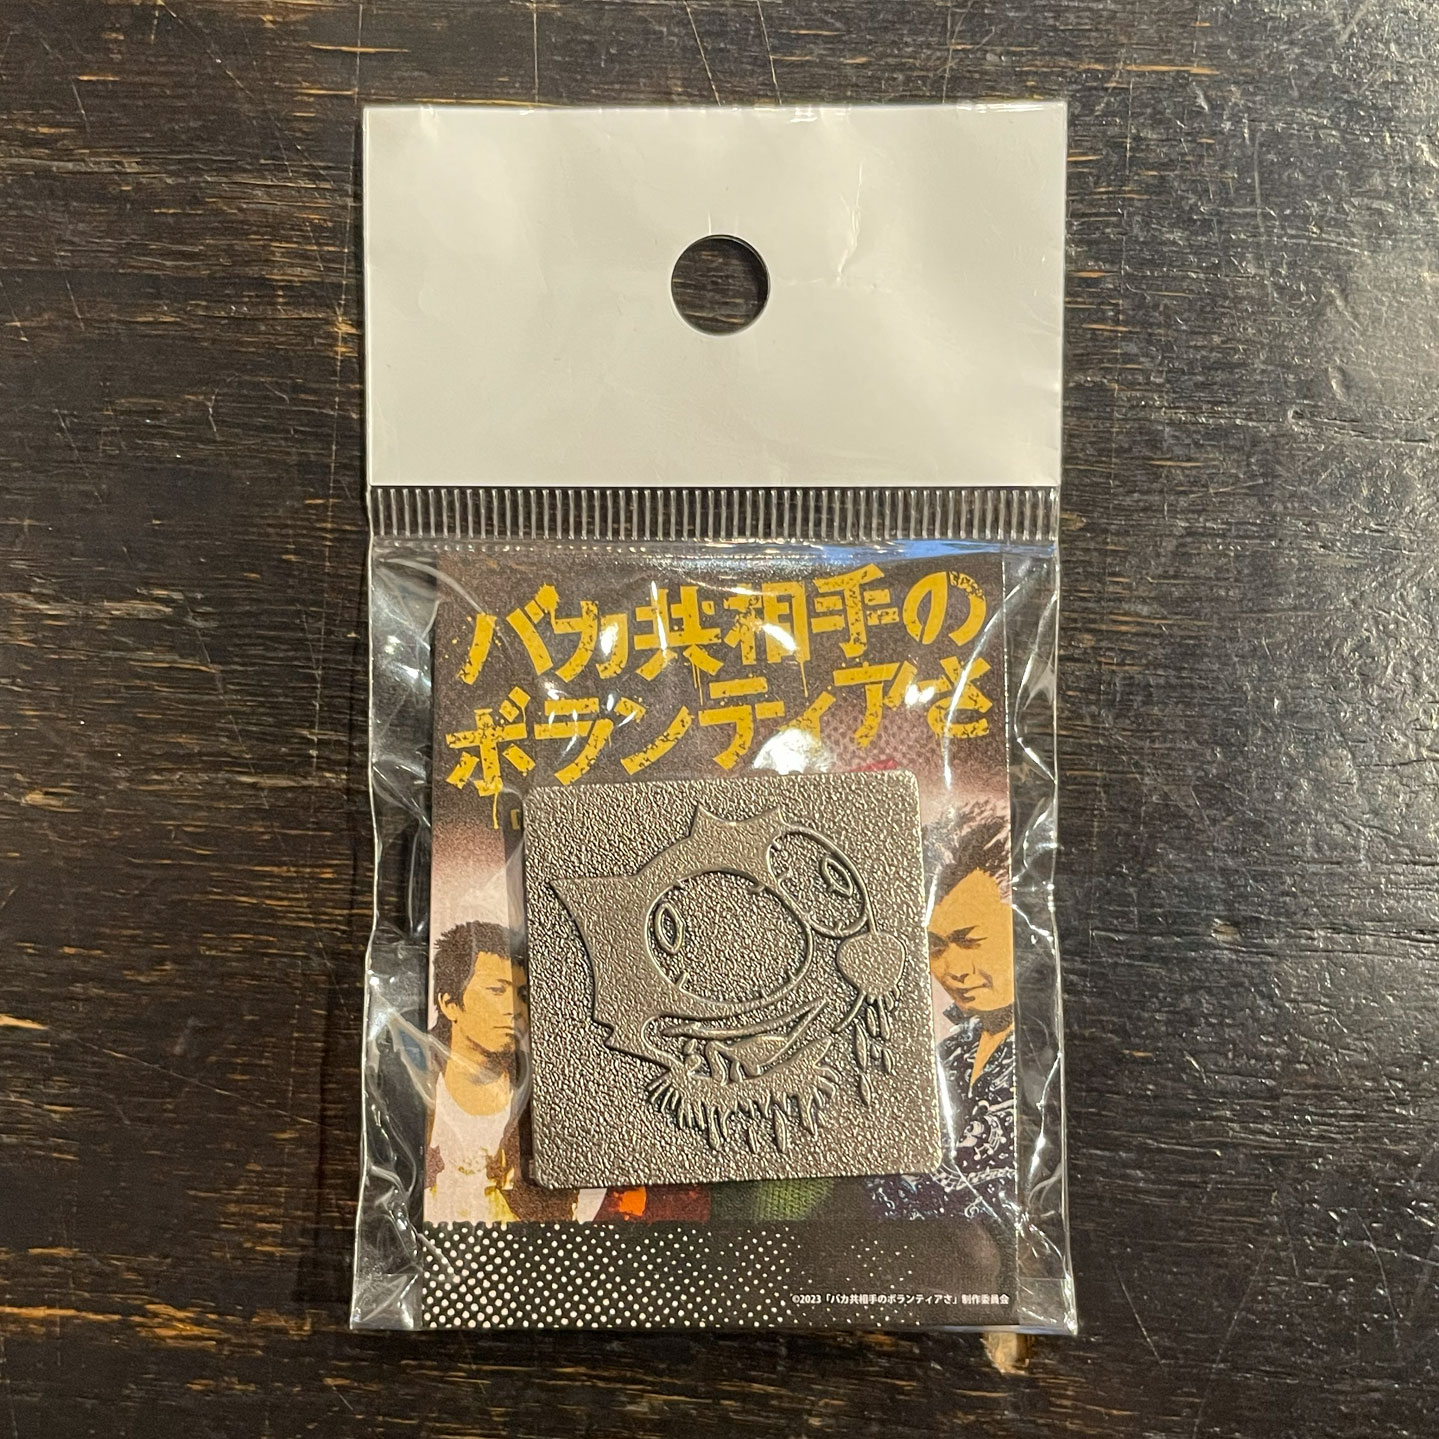 バカ共相手の
ボランティアさ
©2023「バカ共相手のボランティアさ」制作委員会